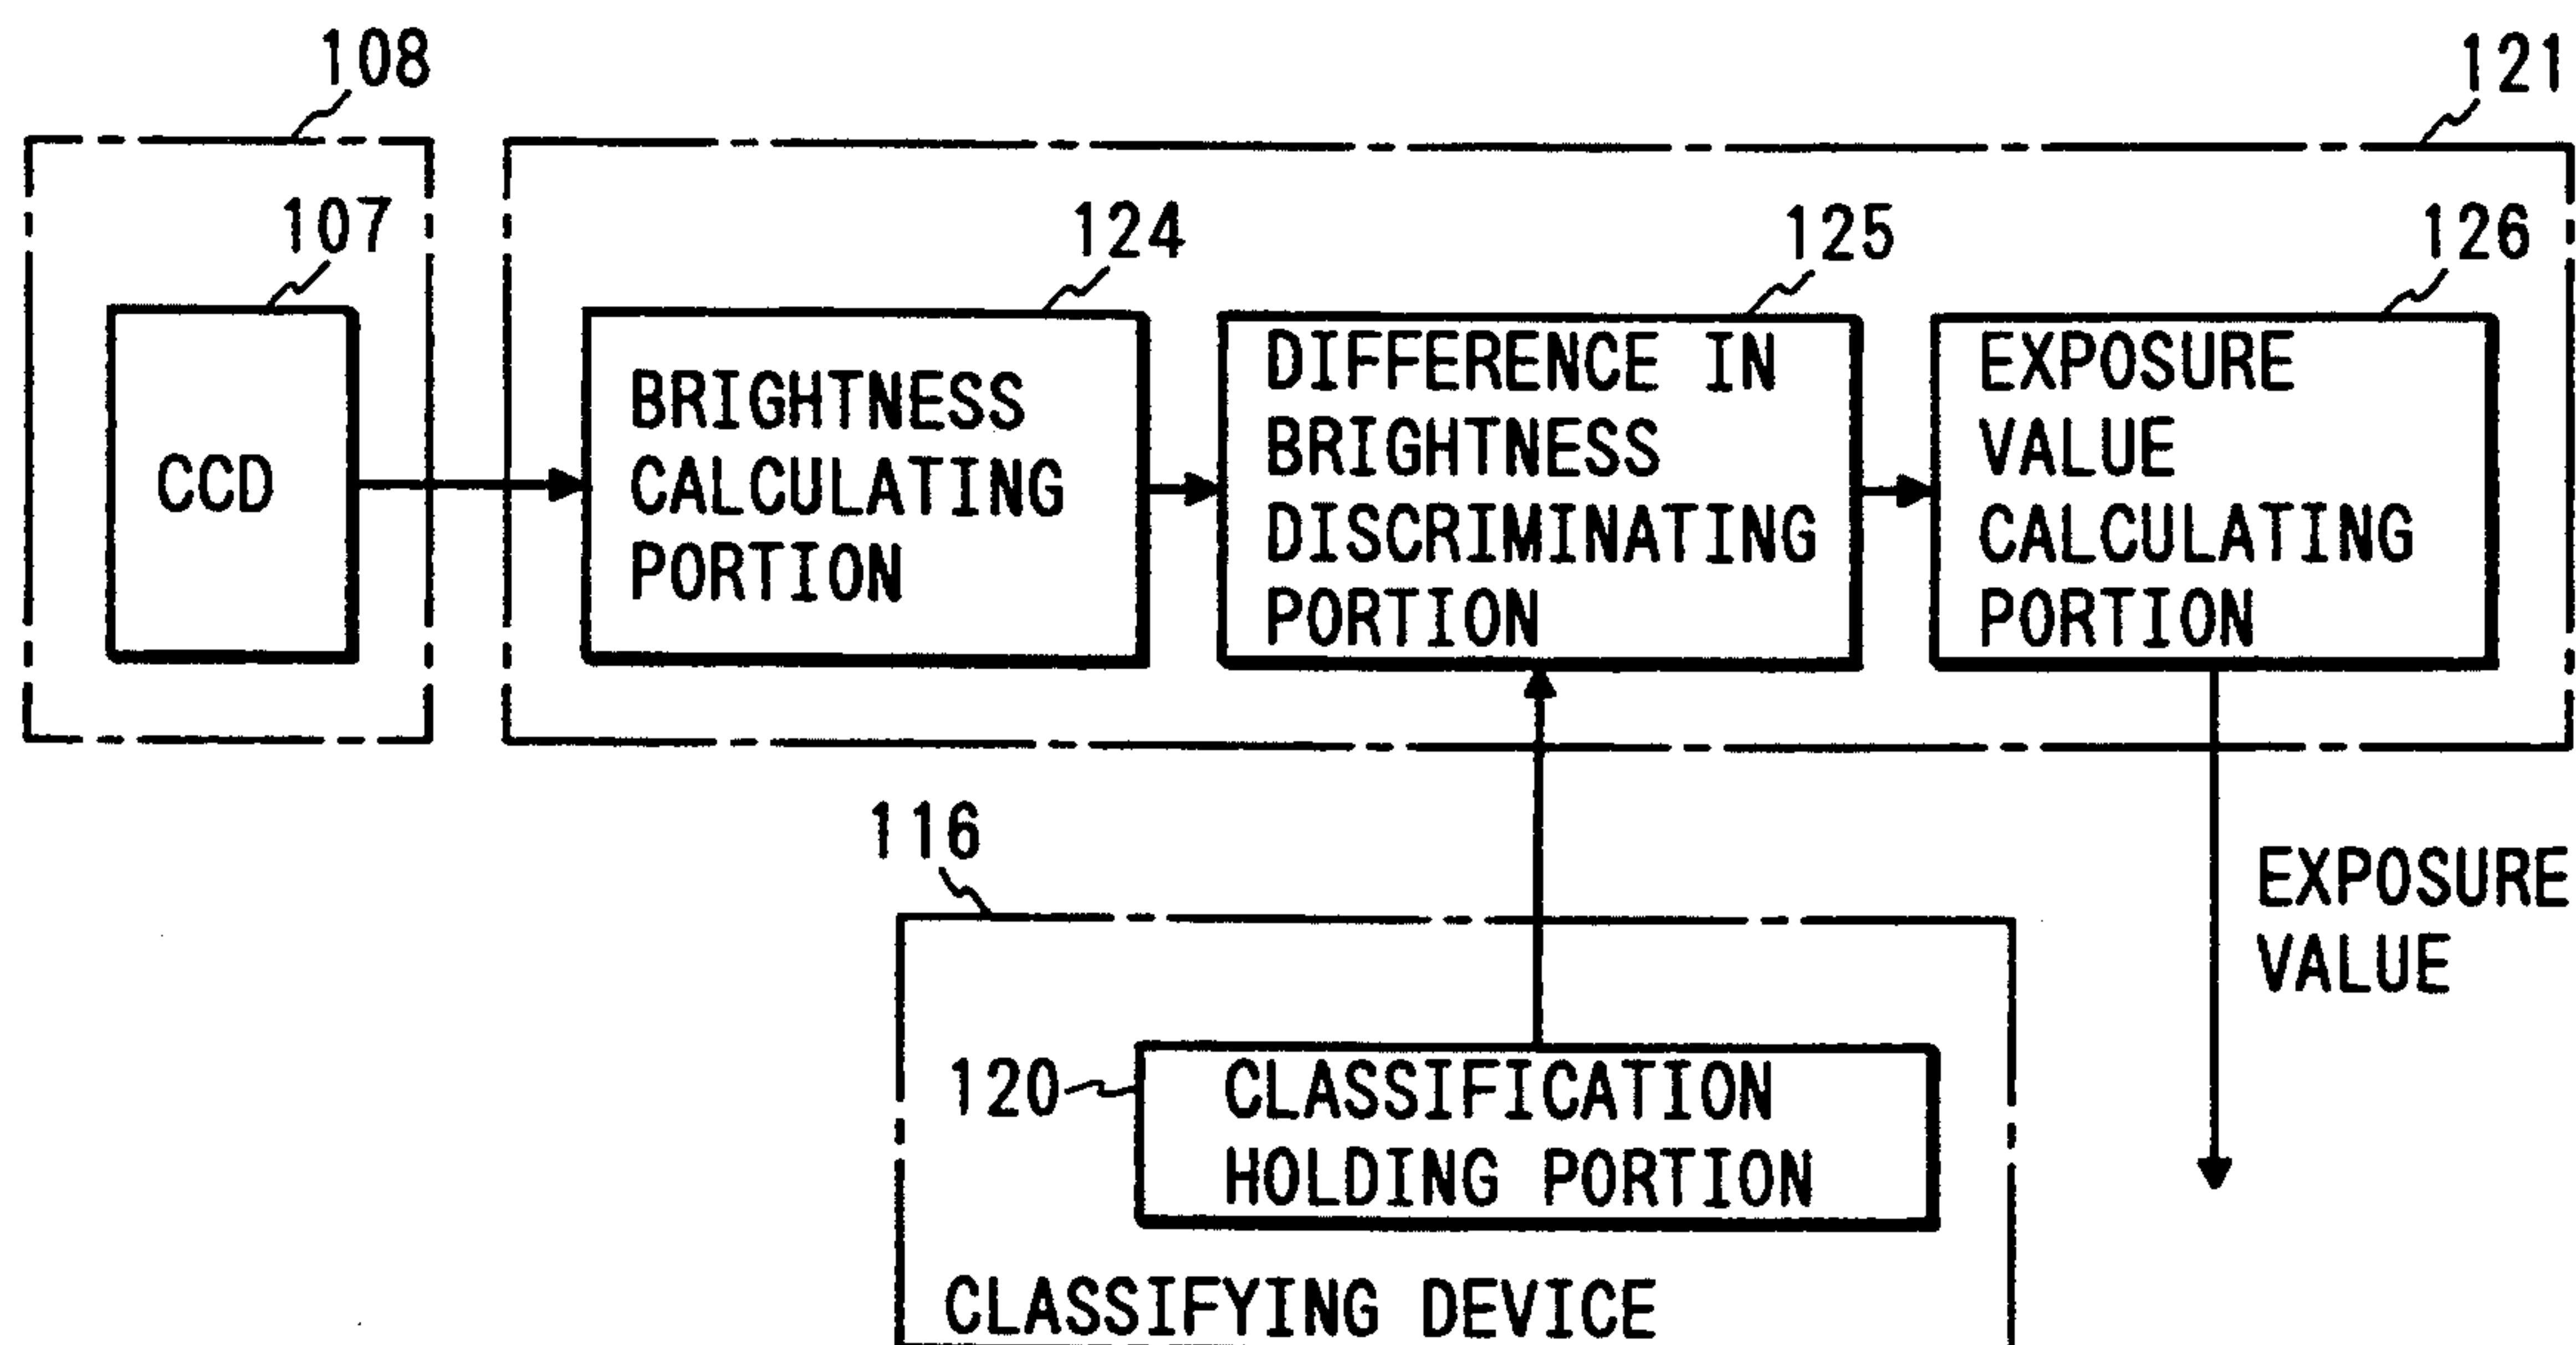 108
121
107
124
125
126
CCD
BRIGHTNESS
CALCULATING
PORTION
DIFFERENCE IN
BRIGHTNESS
DISCRIMINATING
PORTION
EXPOSURE
VALUE
CALCULATING
PORTION
116
EXPOSURE
VALUE
120
CLASSIFICATION
HOLDING PORTION
CLASSIFYING DEVICE